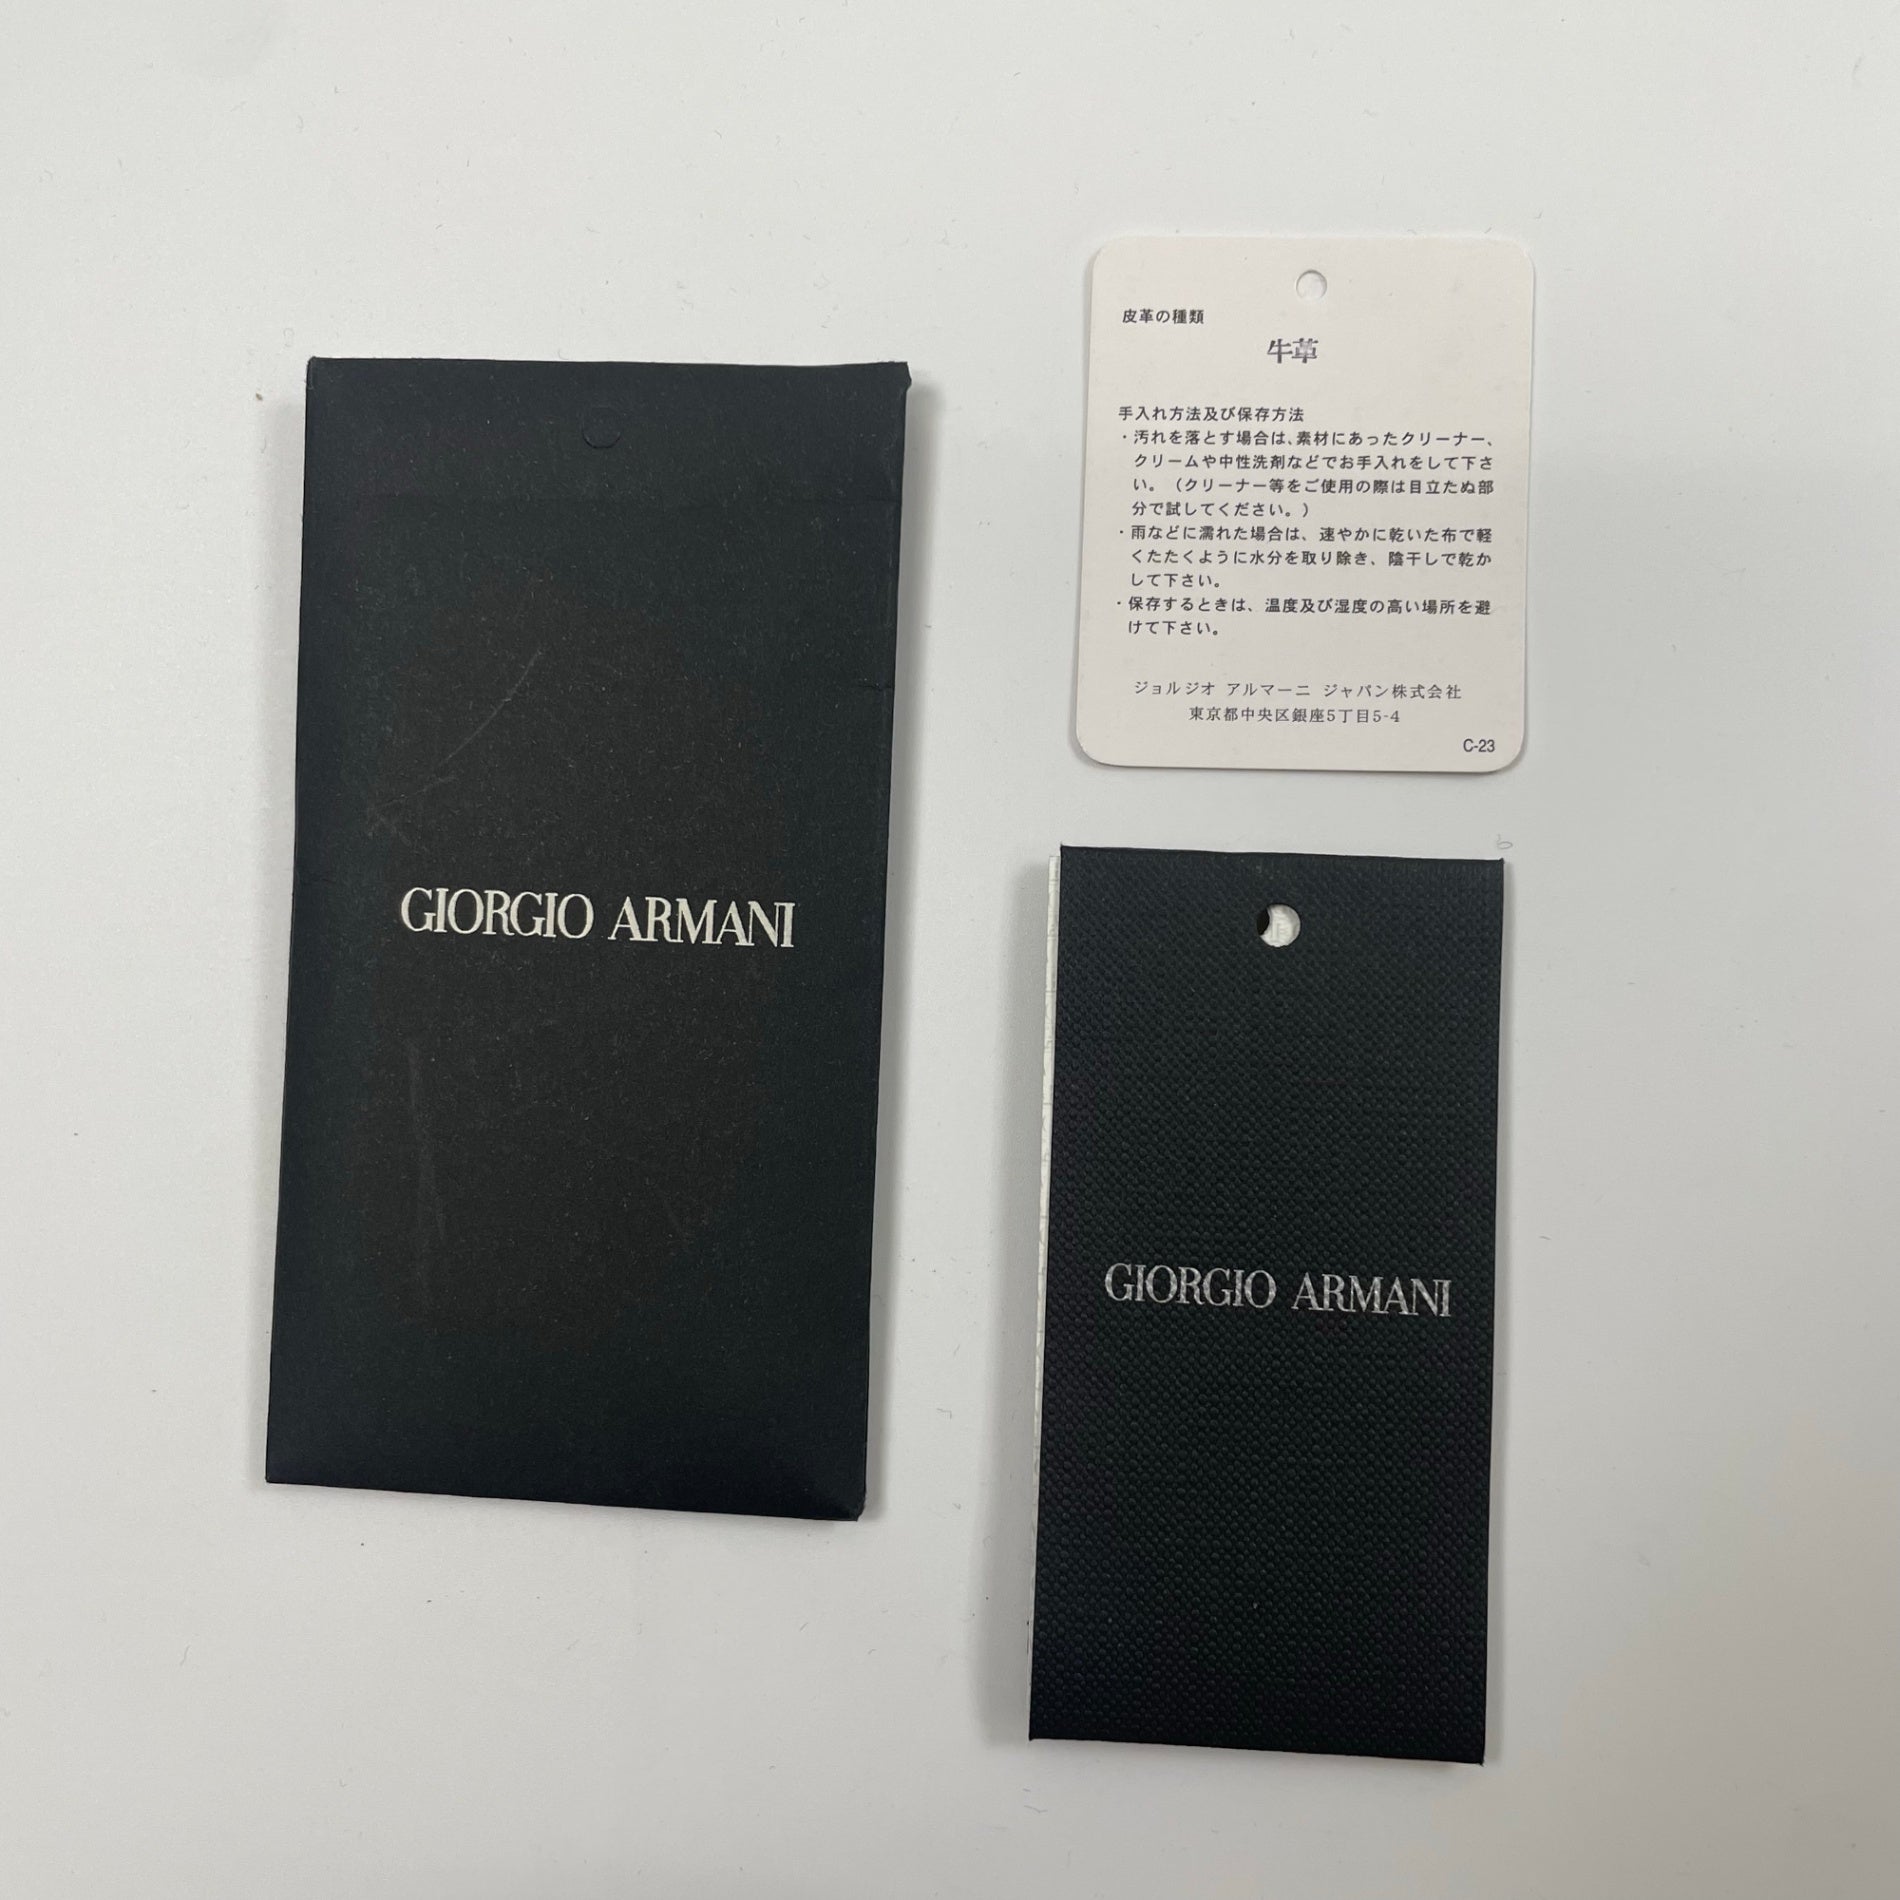 GIORGIO ARMANI
皮革の種類
牛革
手入れ方法及び保存方法
・汚れを落とす場合は、素材にあったクリーナー、
クリームや中性洗剤などでお手入れをして下さ
い。（クリーナー等をご使用の際は目立たぬ部
分で試してください。）
・雨などに濡れた場合は、速やかに乾いた布で軽
くたたくように水分を取り除き、陰干しで乾か
して下さい。
・保存するときは、温度及び湿度の高い場所を避
けて下さい。
ジョルジオ アルマーニ ジャパン株式会社
東京都中央区銀座5丁目5-4
C-23
GIORGIO ARMANI